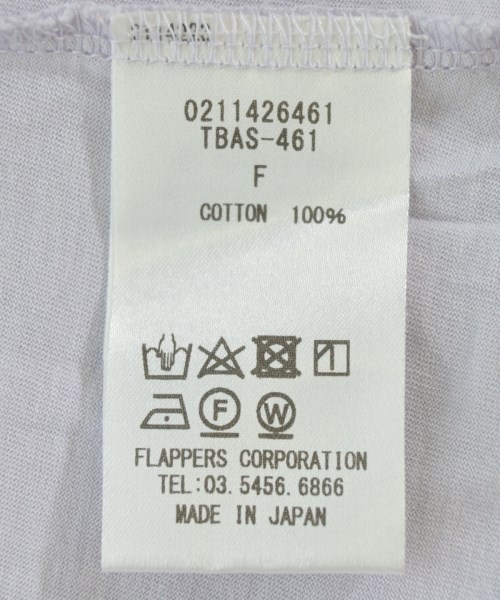 0211426461
TBAS-461
F
COTTON 100%
F W
FLAPPERS CORPORATION
TEL:03.5456.6866
MADE IN JAPAN